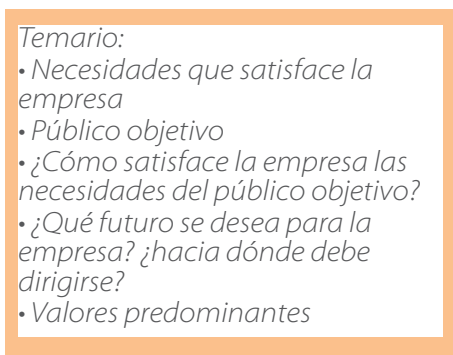 Temario:
• Necesidades que satisface la
empresa
• Público objetivo
• ¿Cómo satisface la empresa las
necesidades del público objetivo?
• ¿Qué futuro se desea para la
empresa? ¿hacia dónde debe
dirigirse?
• Valores predominantes